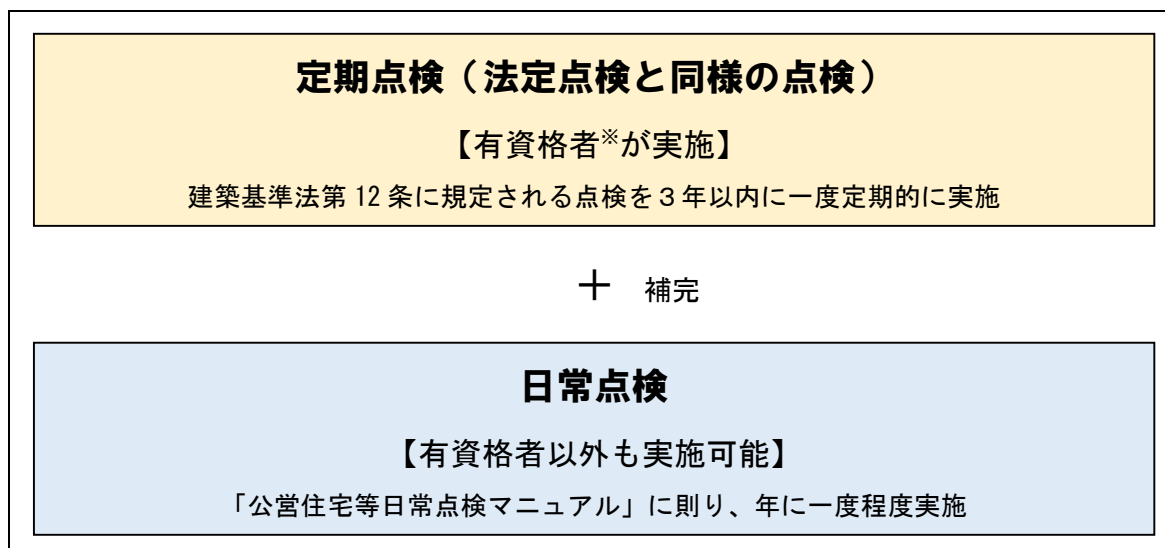 定期点検（法定点検と同様の点検）
【有資格者※が実施】
建築基準法第 12 条に規定される点検を３年以内に一度定期的に実施
＋ 補完
日常点検
【有資格者以外も実施可能】
「公営住宅等日常点検マニュアル」に則り、年に一度程度実施